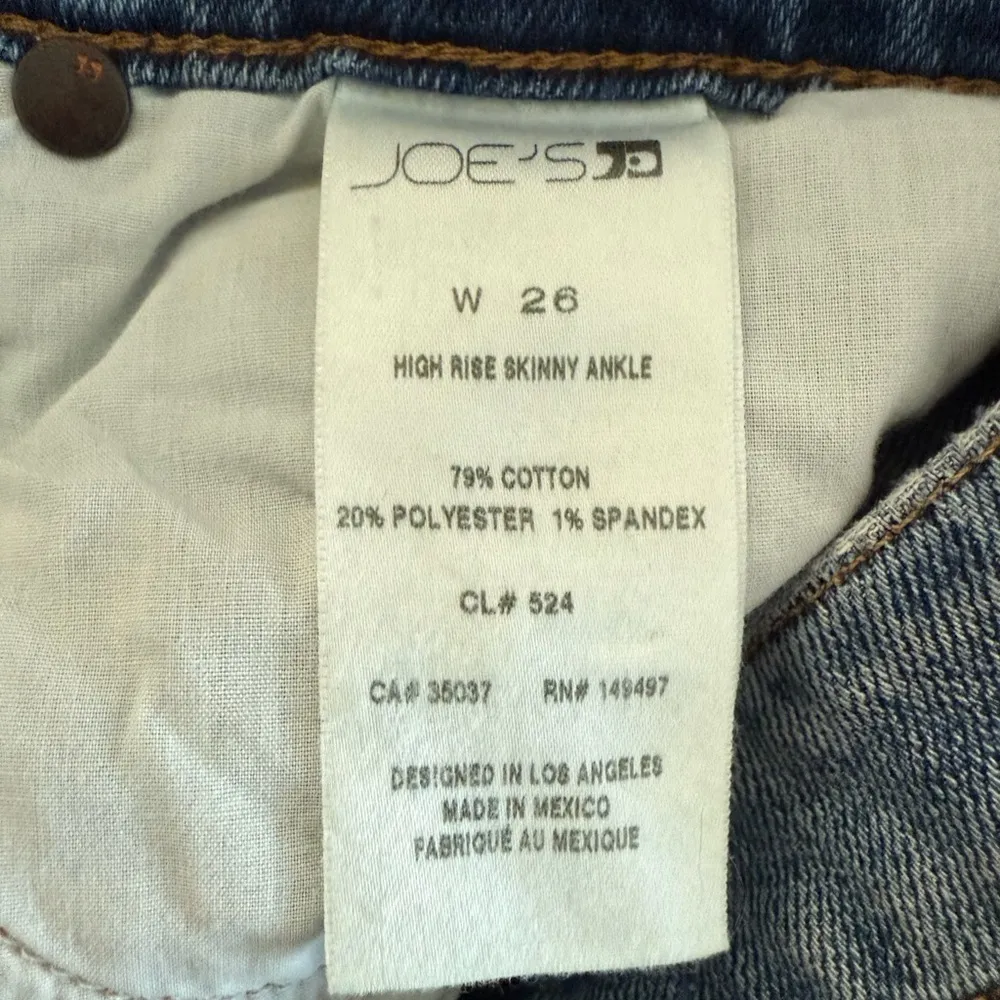 JOE'S JE
W 26
HIGH RISE SKINNY ANKLE
79% COTTON
20% POLYESTER 1% SPANDEX
CL# 524
CA# 35037 RN# 149497
DESIGNED IN LOS ANGELES
MADE IN MEXICO
FABRIQUÉ AU MEXIQUE